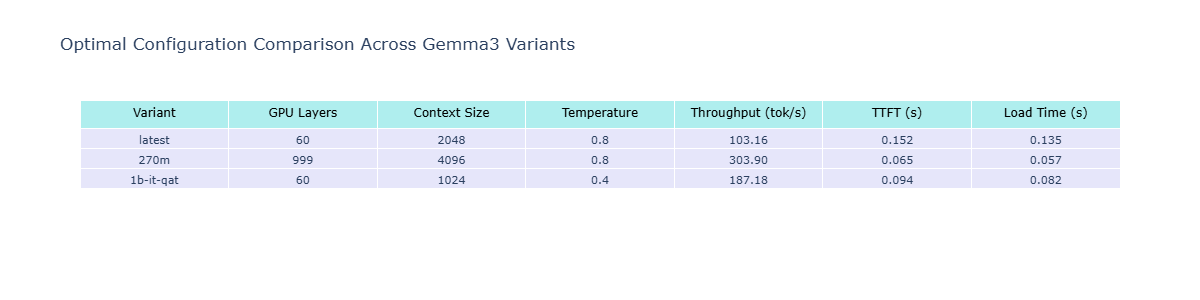 Optimal Configuration Comparison Across Gemma3 Variants
Variant GPU Layers Context Size Temperature Throughput (tok/s) TTFT (s) Load Time (s)
latest 60 2048 0.8 103.16 0.152 0.135
270m 999 4096 0.8 303.90 0.065 0.057
1b-it-qat 60 1024 0.4 187.18 0.094 0.082